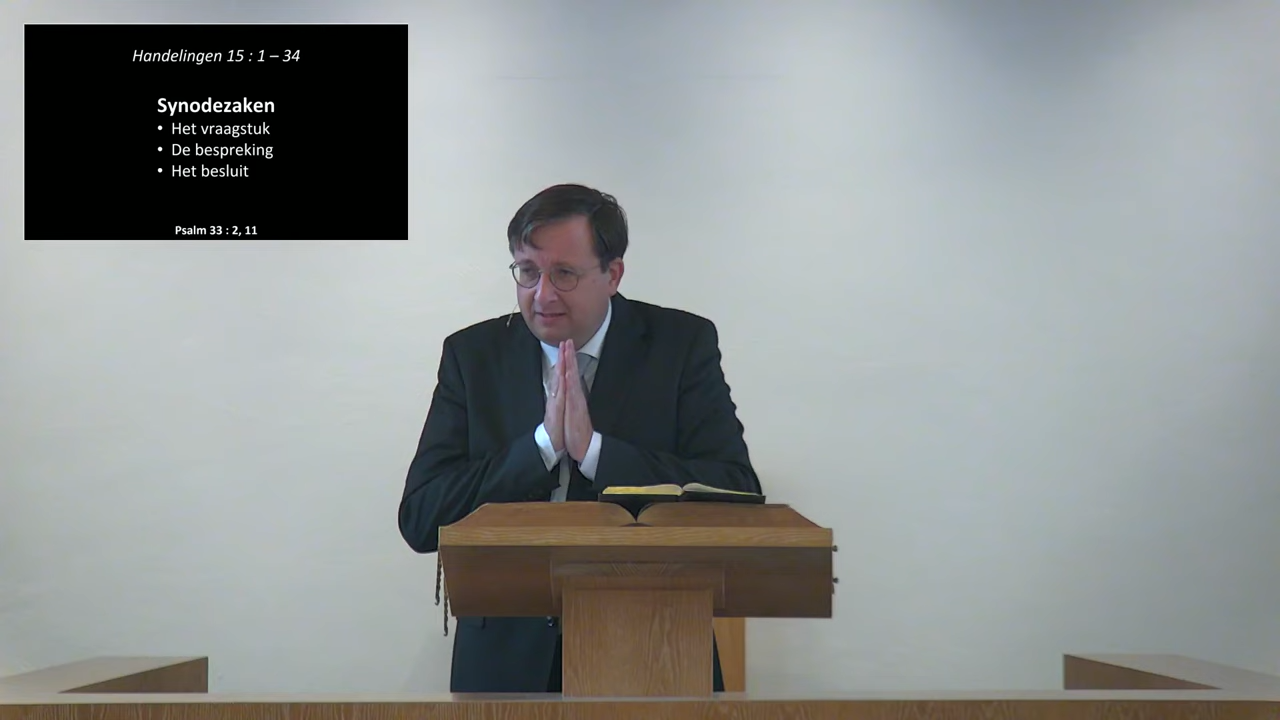 Handelingen 15 : 1 – 34
Synodezaken
• Het vraagstuk
• De bespreking
• Het besluit
Psalm 33 : 2, 11